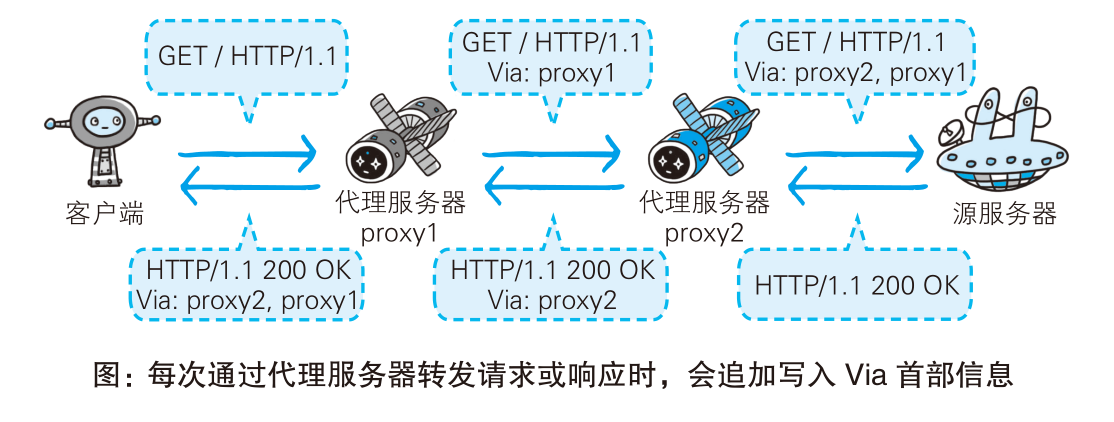 GET / HTTP/1.1
GET / HTTP/1.1
Via: proxy1
GET / HTTP/1.1
Via: proxy2, proxy1
客户端
代理服务器
proxy1
代理服务器
proxy2
源服务器
HTTP/1.1 200 OK
Via: proxy2, proxy1
HTTP/1.1 200 OK
Via: proxy2
HTTP/1.1 200 OK
图：每次通过代理服务器转发请求或响应时，会追加写入 Via 首部信息